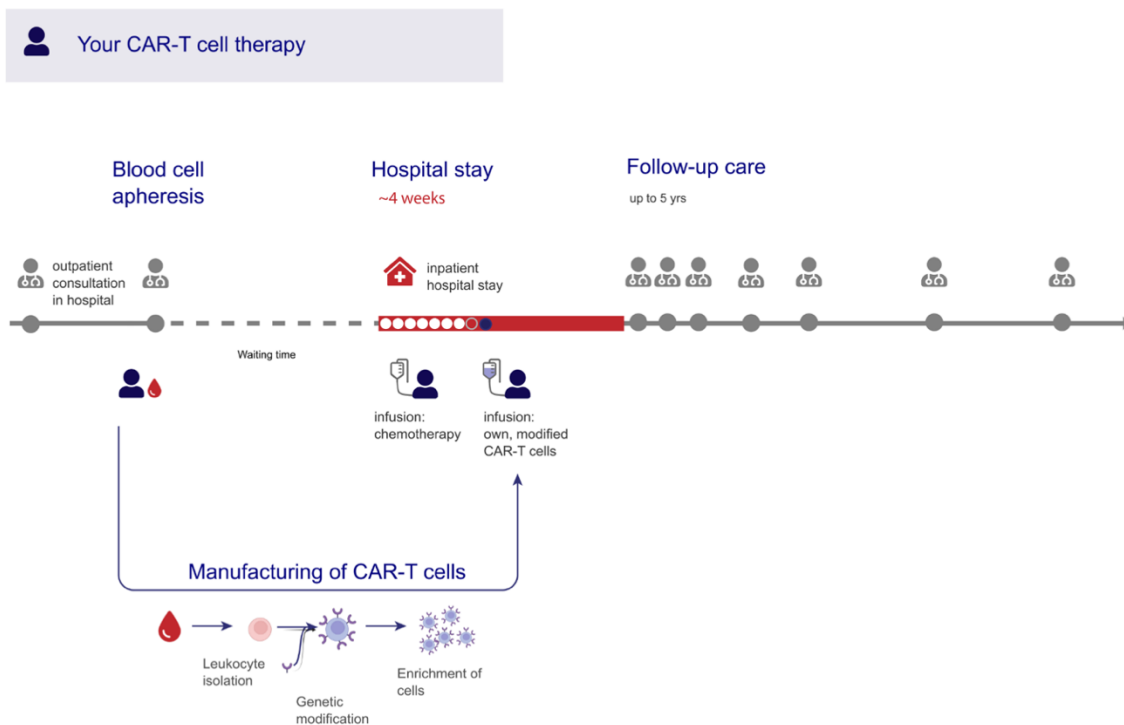 Your CAR-T cell therapy
Blood cell
apheresis
Hospital stay
~4 weeks
Follow-up care
up to 5 yrs
outpatient
consultation
in hospital
inpatient
hospital stay
Waiting time
infusion:
chemotherapy
infusion:
own, modified
CAR-T cells
Manufacturing of CAR-T cells
Leukocyte
isolation
Genetic
modification
Enrichment of
cells